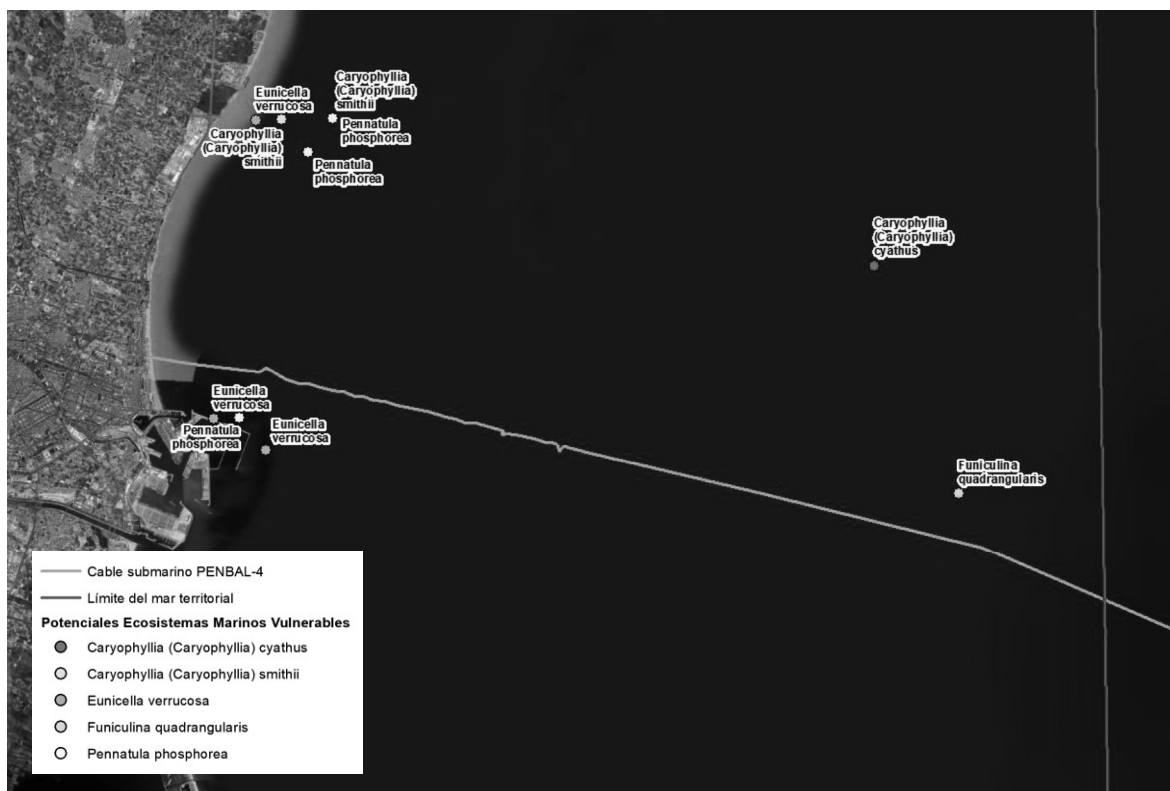 Caryophyllia
(Caryophyllia)
smithii
Eunicella
verrucosa
Pennatula
phosphorea
Caryophyllia
(Caryophyllia)
smithii
Pennatula
phosphorea
Caryophyllia
(Caryophyllia)
cyathus
Eunicella
verrucosa
Pennatula
phosphorea
Eunicella
verrucosa
Funiculina
quadrangularis
Cable submarino PENBAL-4
Límite del mar territorial
Potenciales Ecosistemas Marinos Vulnerables
Caryophyllia (Caryophyllia) cyathus
Caryophyllia (Caryophyllia) smithii
Eunicella verrucosa
Funiculina quadrangularis
Pennatula phosphorea